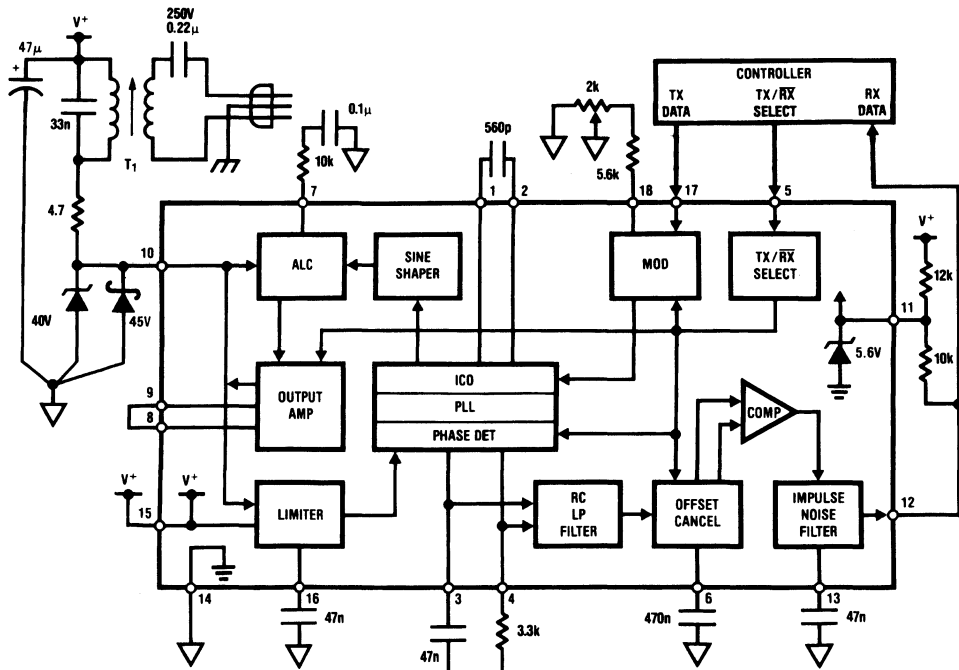 V+
47μ
+
33n
T1
250V
0.22μ
4.7
40V
45V
10k
0.1μ
560p
2k
5.6k
CONTROLLER
TX DATA
TX/RX SELECT
RX DATA
7
1
2
18
17
5
10
ALC
SINE SHAPER
MOD
TX/RX SELECT
V+
12k
11
10k
5.6V
9
8
OUTPUT AMP
ICO
PLL
PHASE DET
COMP
V+
V+
15
LIMITER
RC LP FILTER
OFFSET CANCEL
IMPULSE NOISE FILTER
12
14
16
3
4
6
13
47n
47n
3.3k
470n
47n